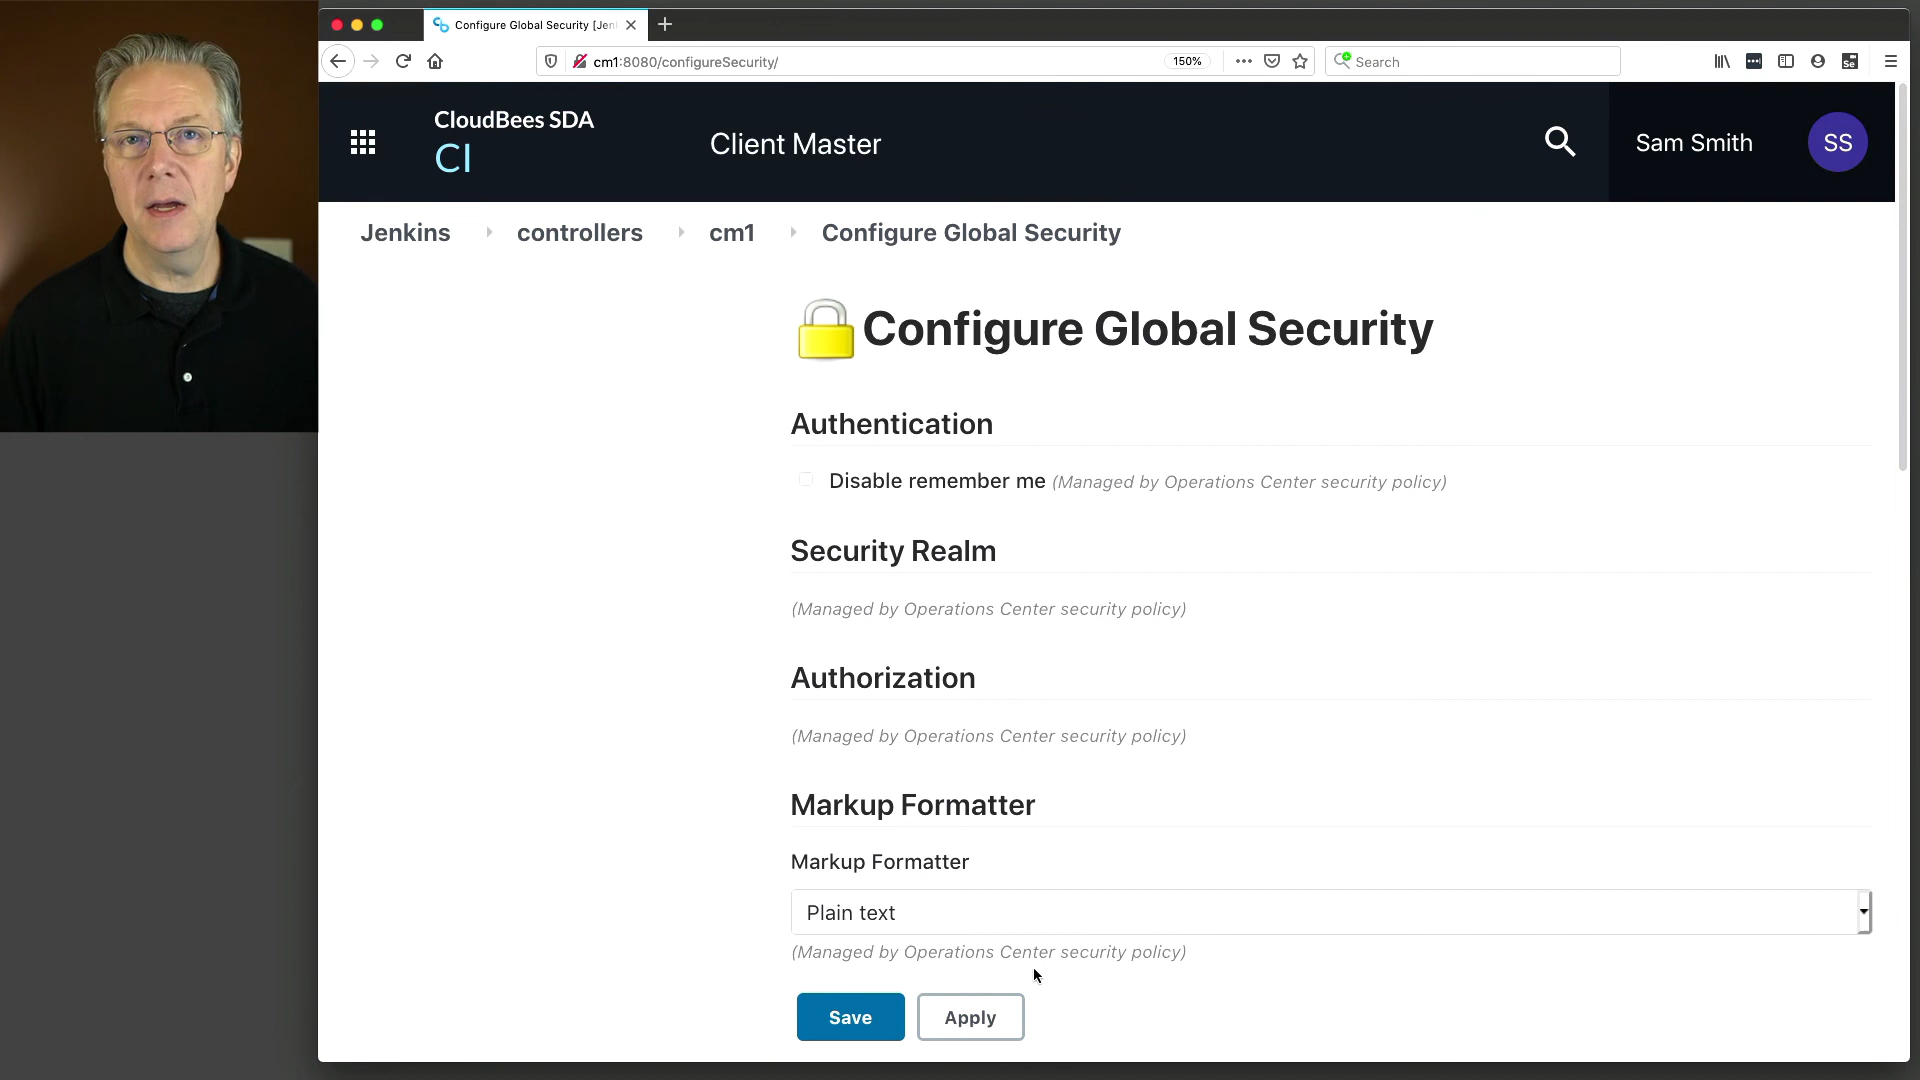 Configure Global Security [Jen
cm1:8080/configureSecurity/
150%
Search
Se
CloudBees SDA
CI
Client Master
Sam Smith
SS
Jenkins
controllers
cm1
Configure Global Security
Configure Global Security
Authentication
Disable remember me (Managed by Operations Center security policy)
Security Realm
(Managed by Operations Center security policy)
Authorization
(Managed by Operations Center security policy)
Markup Formatter
Markup Formatter
Plain text
(Managed by Operations Center security policy)
Save
Apply